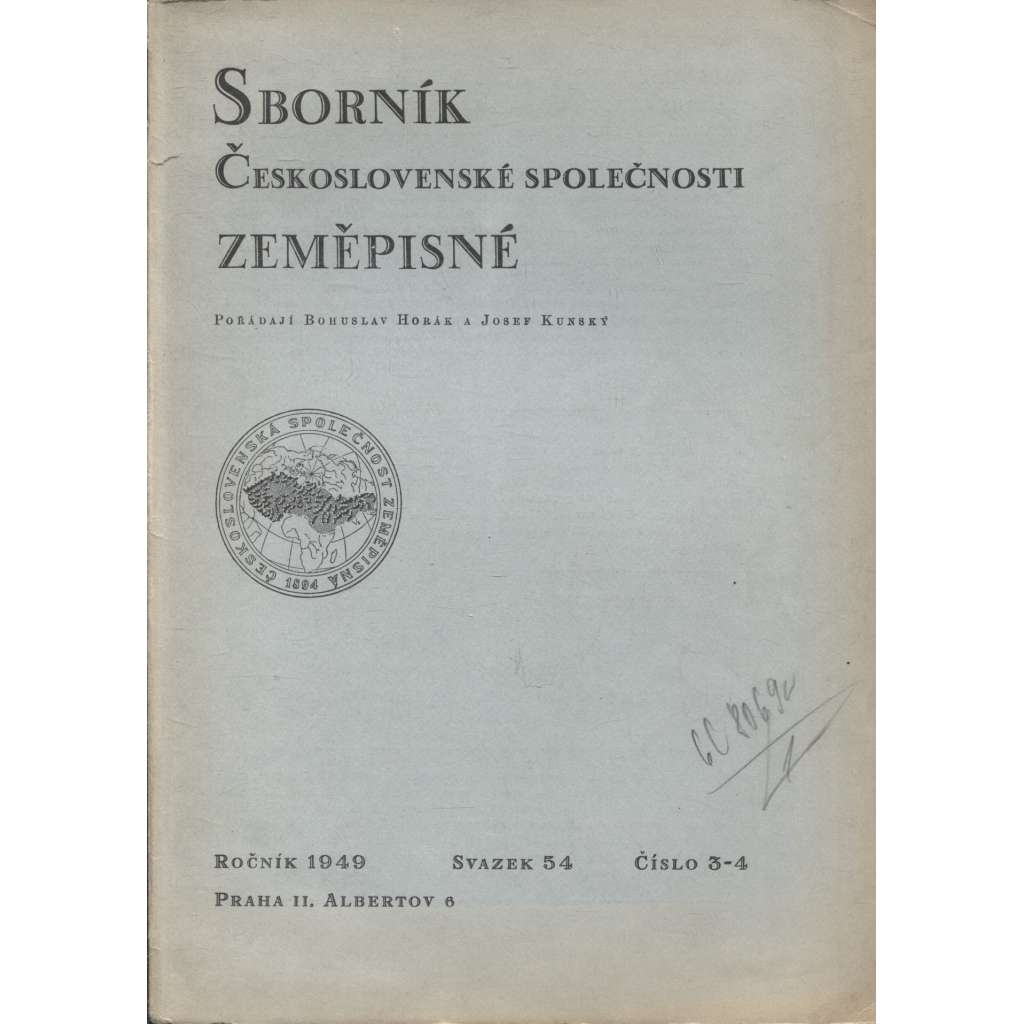 Sborník
Československé společnosti
zeměpisné
Pořádají Bohuslav Horák a Josef Kunský
ČESKOSLOVENSKÁ SPOLEČNOST ZEMĚPISNÁ
1894
Ročník 1949 Svazek 54 Číslo 3-4
Praha II. Albertov 6